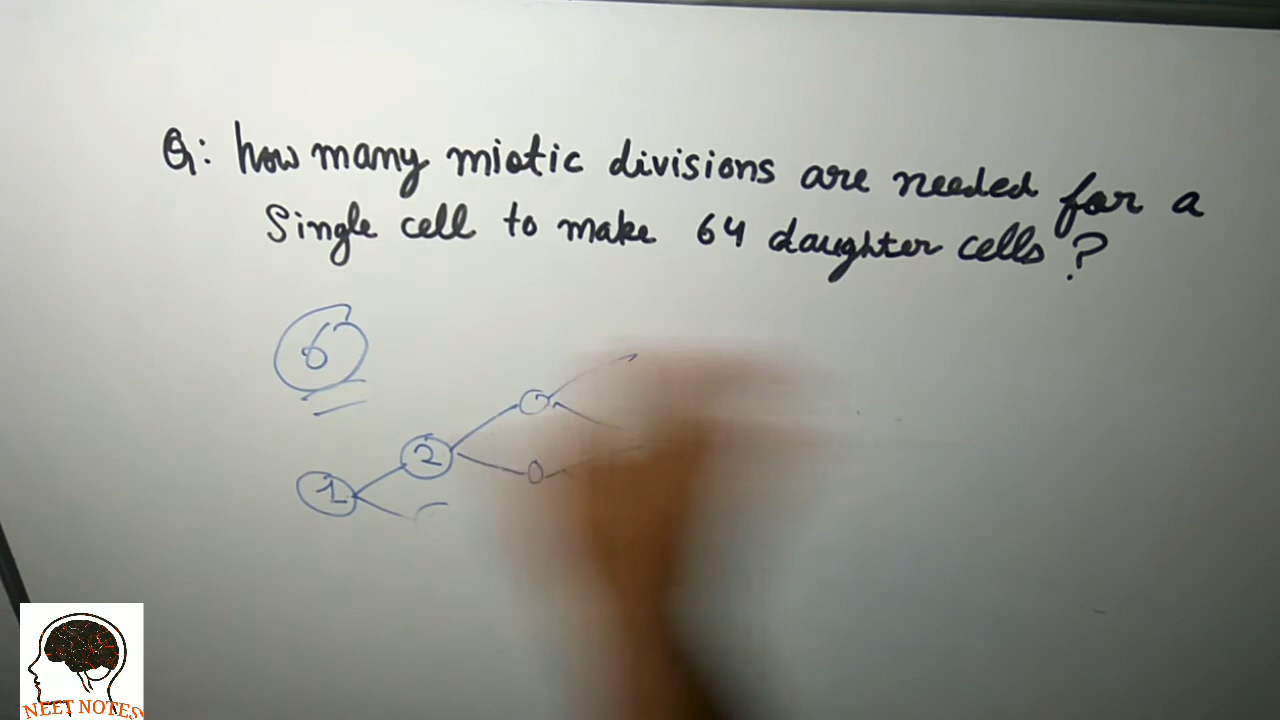 Q: how many miotic divisions are needed for a
Single cell to make 64 daughter cells?
6
2
1
NEET NOTES